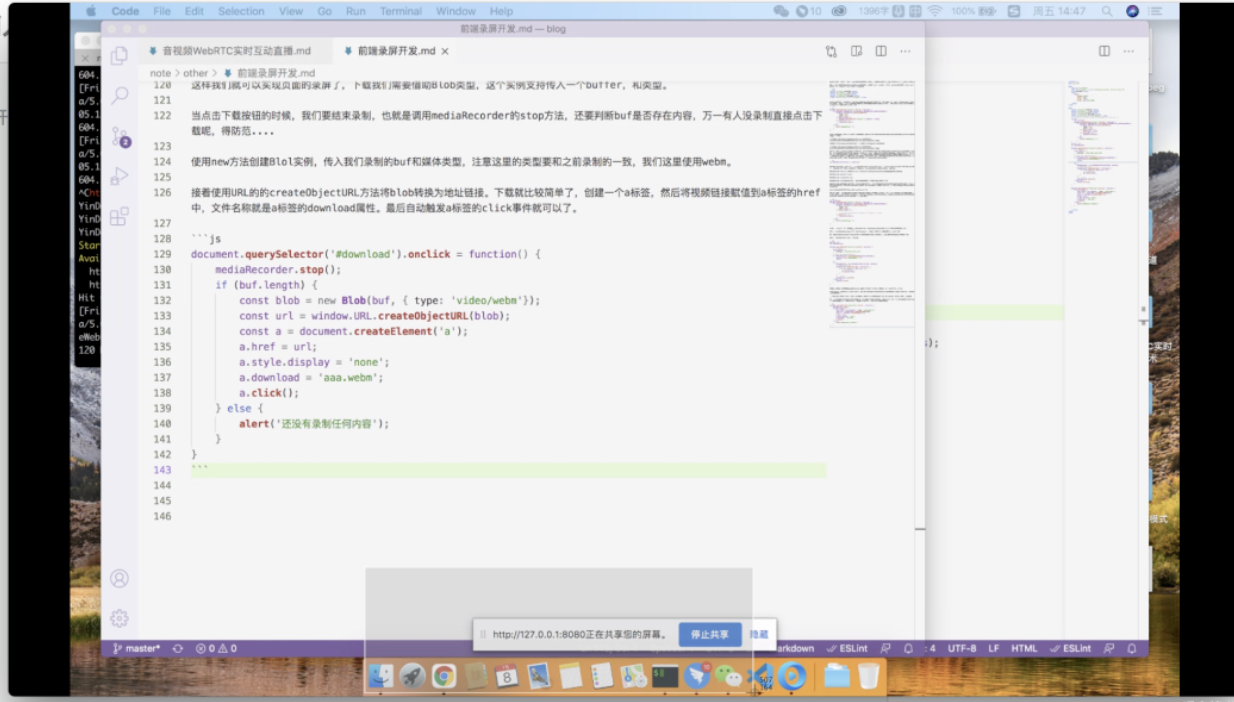 Code File Edit Selection View Go Run Terminal Window Help
10
1396字
100%
周五 14:47
前端录屏开发.md — blog
音视频WebRTC实时互动直播.md
前端录屏开发.md ×
note > other > 前端录屏开发.md
120 这样我们就可以实现页面的录屏了，下载我们需要借助Blob类型，这个实例支持传入一个buffer，和类型。
121
122 当点击下载按钮的时候，我们要结束录制，也就是调用mediaRecorder的stop方法，还要判断buf是否存在内容，万一有人没录制直接点击下
载呢，得防范....
123
124 使用new方法创建Blol实例，传入我们录制的buf和媒体类型，注意这里的类型要和之前录制的一致，我们这里使用webm。
125
126 接着使用URL的的createObjectURL方法将blob转换为地址链接。下载就比较简单了，创建一个a标签，然后将视频链接赋值到a标签的href
中，文件名称就是a标签的download属性。最后自动触发a标签的click事件就可以了。
127
128 ```js
129 document.querySelector('#download').onclick = function() {
130 mediaRecorder.stop();
131 if (buf.length) {
132 const blob = new Blob(buf, { type: 'video/webm'});
133 const url = window.URL.createObjectURL(blob);
134 const a = document.createElement('a');
135 a.href = url;
136 a.style.display = 'none';
137 a.download = 'aaa.webm';
138 a.click();
139 } else {
140 alert('还没有录制任何内容');
141 }
142 }
143 ```
144
145
146
604.
[Fri
a/5.
05.1
604.
[Fri
a/5.
05.1
604.
^C
YinD
YinD
YinD
Star
Avai
ht
ht
Hit
[Fri
a/5.
eWeb
120
);
C实时
术
模式
http://127.0.0.1:8080正在共享您的屏幕。
停止共享
隐藏
master*
0 0
arkdown
ESLint
: 4
UTF-8
LF
HTML
ESLint
8
507
164